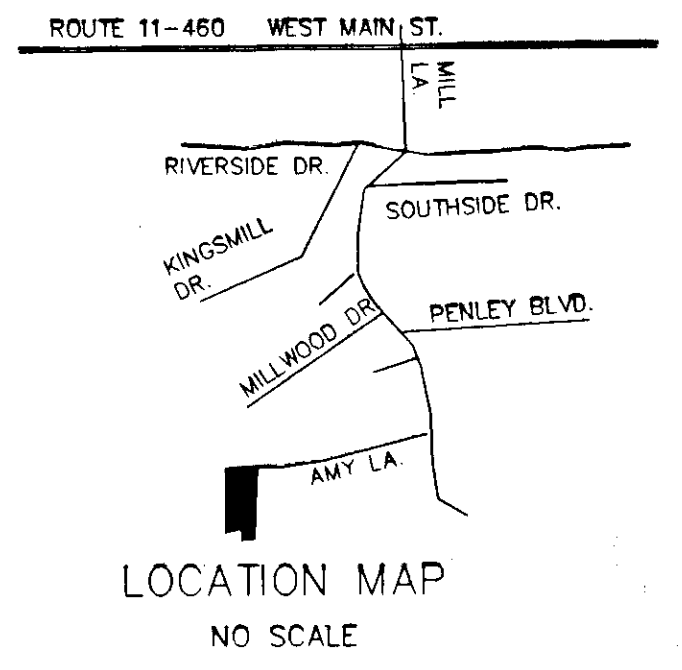 ROUTE 11-460 WEST MAIN ST.
MILL
LA.
RIVERSIDE DR.
SOUTHSIDE DR.
KINGSMILL
DR.
PENLEY BLVD.
MILLWOOD DR
AMY LA.
LOCATION MAP
NO SCALE